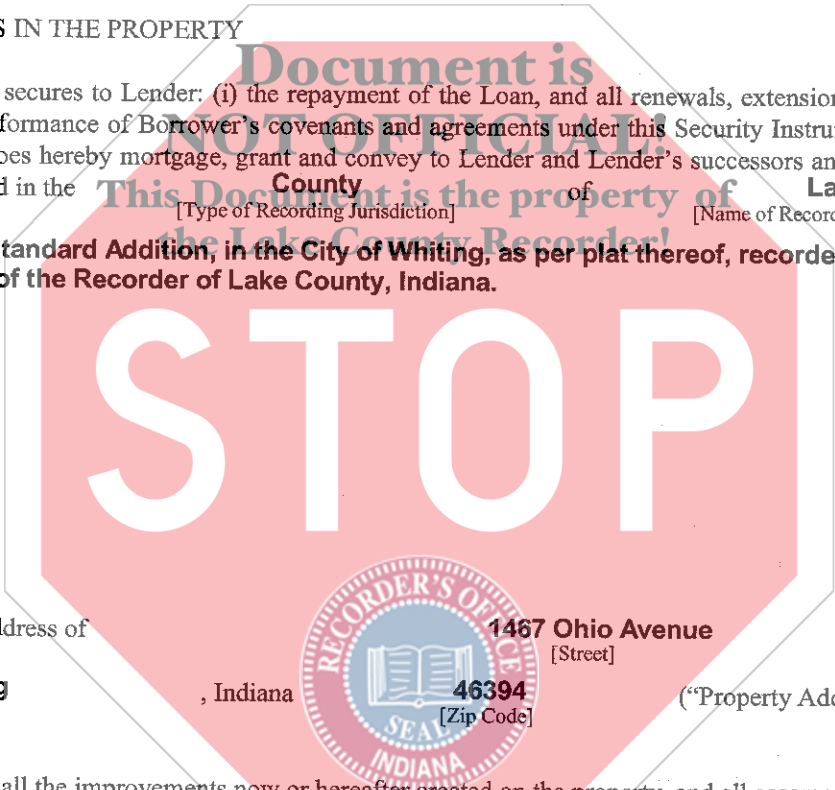 S IN THE PROPERTY
Document is
secures to Lender: (i) the repayment of the Loan, and all renewals, extension
formance of Borrower's covenants and agreements under this Security Instru
NOT OFFICIAL!
oes hereby mortgage, grant and convey to Lender and Lender's successors an
d in the County of La
This Document is the property of
[Type of Recording Jurisdiction] [Name of Record
the Lake County Recorder!
tandard Addition, in the City of Whiting, as per plat thereof, recorde
of the Recorder of Lake County, Indiana.
STOP
RECORDER'S OFFICE
ddress of 1467 Ohio Avenue
[Street]
g , Indiana 46394 ("Property Add
[Zip Code]
SEAL
INDIANA
all the improvements now or hereafter erected on the property, and all